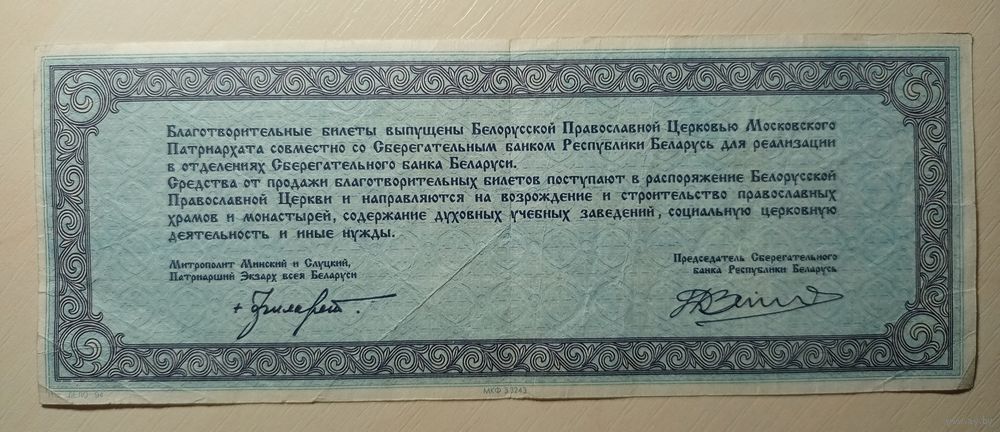 Благотворительные билеты выпущены Белорусской Православной Церковью Московского
Патриархата совместно со Сберегательным банком Республики Беларусь для реализации
в отделениях Сберегательного банка Беларуси.
Средства от продажи благотворительных билетов поступают в распоряжение Белорусской
Православной Церкви и направляются на возрождение и строительство православных
храмов и монастырей, содержание духовных учебных заведений, социальную церковную
деятельность и иные нужды.
Митрополит Минский и Слуцкий,
Патриарший Экзарх всея Беларуси
Председатель Сберегательного
банка Республики Беларусь
+ Филарет.
МКФ 3.3243